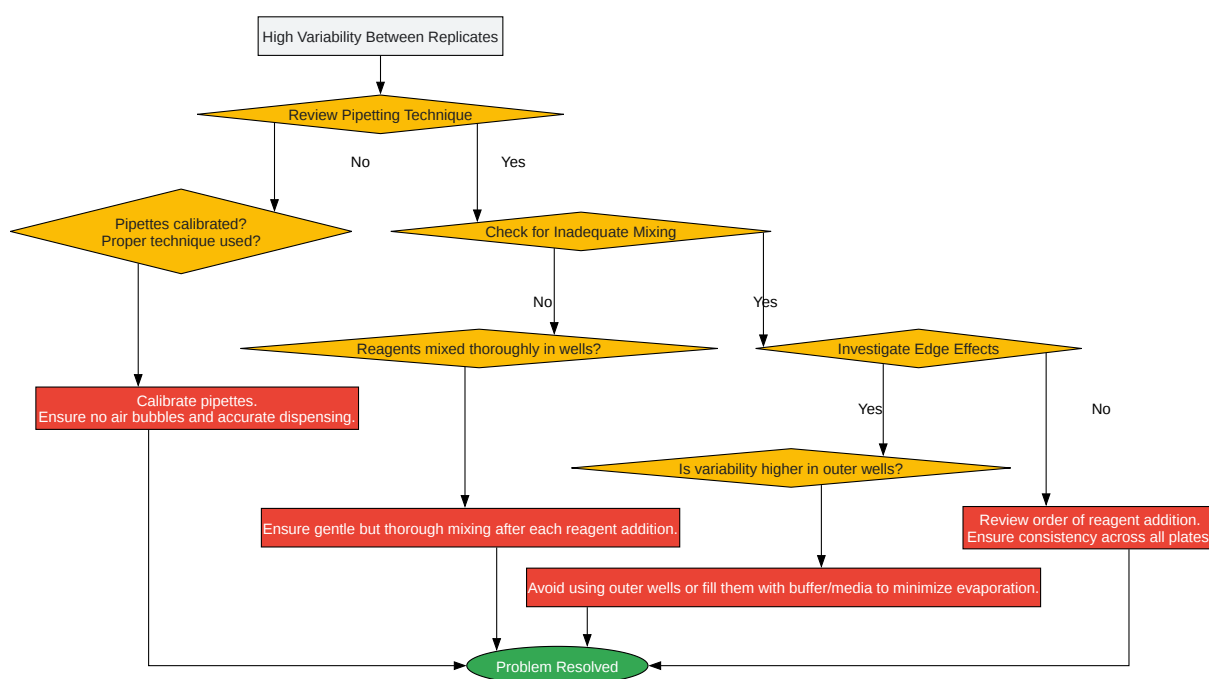 High Variability Between Replicates
Review Pipetting Technique
No
Yes
Pipettes calibrated?
Proper technique used?
Check for Inadequate Mixing
No
Yes
Reagents mixed thoroughly in wells?
Investigate Edge Effects
Calibrate pipettes.
Ensure no air bubbles and accurate dispensing.
Yes
No
Is variability higher in outer wells?
Ensure gentle but thorough mixing after each reagent addition.
Review order of reagent addition.
Ensure consistency across all plates
Avoid using outer wells or fill them with buffer/media to minimize evaporation.
Problem Resolved